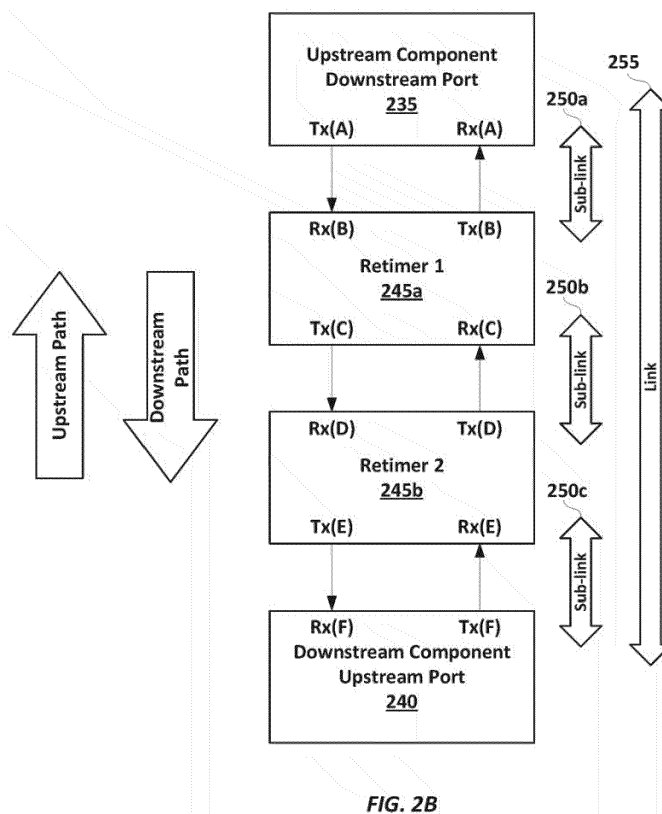 Upstream Component
Downstream Port
235
Tx(A) Rx(A)
255
250a
Sub-link
Rx(B) Tx(B)
Retimer 1
245a
Tx(C) Rx(C)
250b
Sub-link
Link
Upstream Path
Downstream
Path
Rx(D) Tx(D)
Retimer 2
245b
Tx(E) Rx(E)
250c
Sub-link
Rx(F) Tx(F)
Downstream Component
Upstream Port
240
FIG. 2B